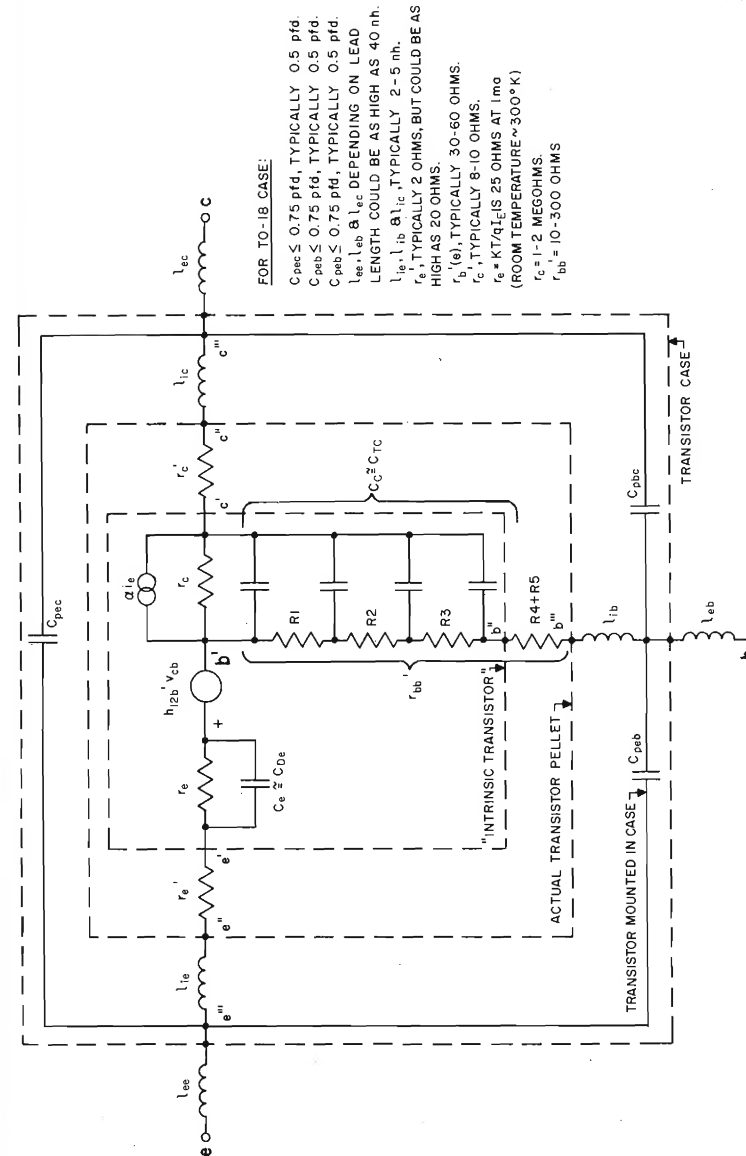 FOR TO-18 CASE:
Cpec ≤ 0.75 pfd, TYPICALLY 0.5 pfd.
Cpeb ≤ 0.75 pfd, TYPICALLY 0.5 pfd.
Cpeb ≤ 0.75 pfd, TYPICALLY 0.5 pfd.
lee, leb & lec DEPENDING ON LEAD
LENGTH COULD BE AS HIGH AS 40 nh.
lie, lib & lic, TYPICALLY 2-5 nh.
re', TYPICALLY 2 OHMS, BUT COULD BE AS
HIGH AS 20 OHMS.
rb'(e), TYPICALLY 30-60 OHMS.
rc', TYPICALLY 8-10 OHMS.
re = KT/qIE IS 25 OHMS AT 1ma
(ROOM TEMPERATURE ~ 300°K)
rc = 1-2 MEGOHMS.
rbb' = 10-300 OHMS
Cpec
αie
e
lee
e'''
lie
e''
re'
e'
re
Ce ≅ CDe
+
h12b' vcb
b'
rc
c'
rc'
c''
lic
c'''
lec
c
R1
R2
R3
b''
R4+R5
b'''
rbb'
CC ≅ CTC
"INTRINSIC TRANSISTOR"
ACTUAL TRANSISTOR PELLET
lib
Cpeb
Cpbc
TRANSISTOR MOUNTED IN CASE
TRANSISTOR CASE
leb